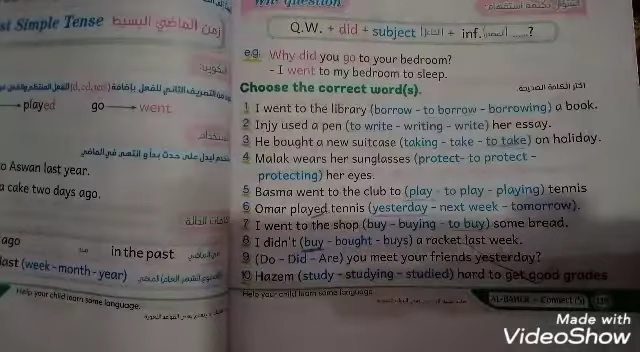 st Simple Tense زمن الماضي البسيط
played go → went
o Aswan last year.
a cake two days ago.
ago
in the past
last (week - month - year)
Help your child learn some language.
Wh- question
Q.W. + did + subject + inf. ...?
e.g. Why did you go to your bedroom?
- I went to my bedroom to sleep.
Choose the correct word(s).
1 I went to the library (borrow - to borrow - borrowing) a book.
2 Injy used a pen (to write - writing - write) her essay.
3 He bought a new suitcase (taking - take - to take) on holiday.
4 Malak wears her sunglasses (protect- to protect -
protecting) her eyes.
5 Basma went to the club to (play - to play - playing) tennis
6 Omar played tennis (yesterday - next week - tomorrow).
7 I went to the shop (buy - buying - to buy) some bread.
8 I didn't (buy - bought - buys) a racket last week.
9 (Do - Did - Are) you meet your friends yesterday?
10 Hazem (study - studying - studied) hard to get good grades
Help your child learn some language
AL-BAHER - Connect (5)
Made with
VideoShow